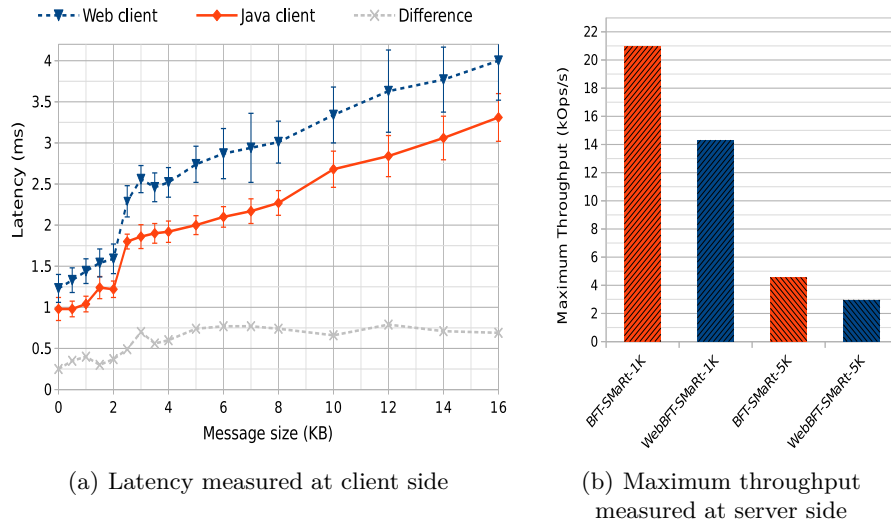 Web client Java client Difference
4
3.5
3
2.5
2
1.5
1
0.5
0
Latency (ms)
0 2 4 6 8 10 12 14 16
Message size (KB)
(a) Latency measured at client side
22
20
18
16
14
12
10
8
6
4
2
0
Maximum Throughput (kOps/s)
BFT-SMaRt-1K
WebBFT-SMaRt-1K
BFT-SMaRt-5K
WebBFT-SMaRt-5K
(b) Maximum throughput
measured at server side